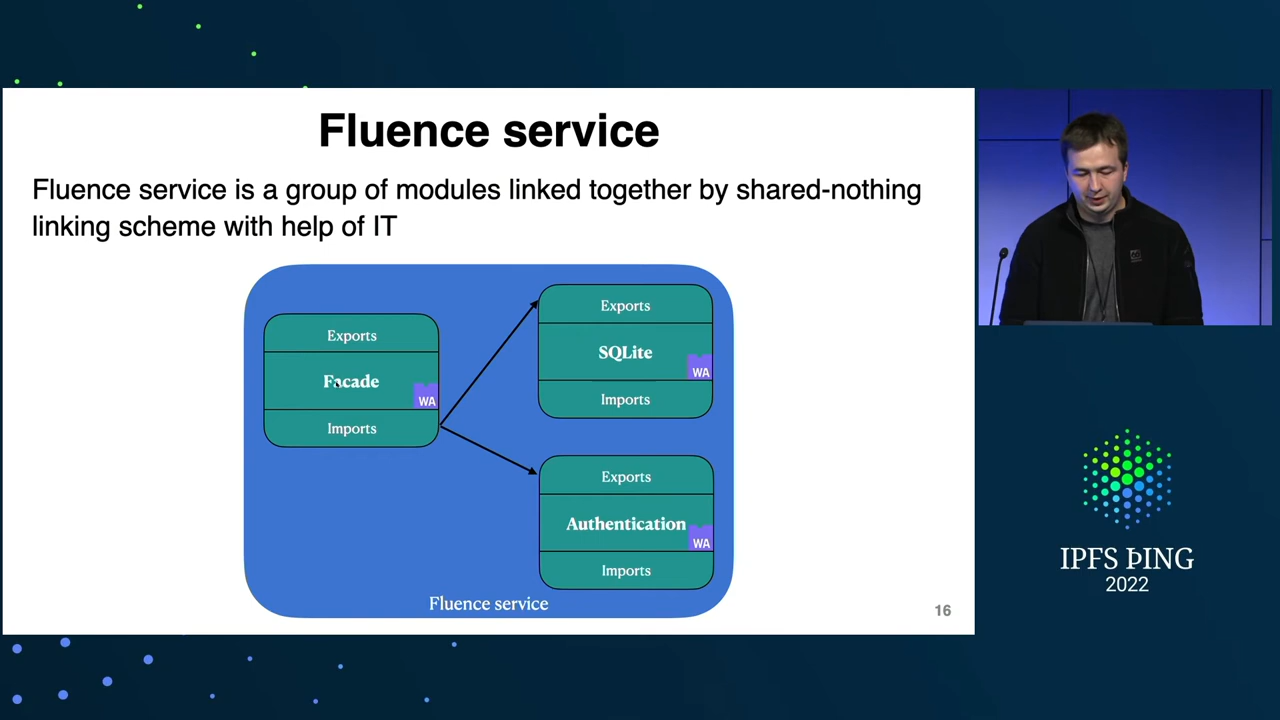 Fluence service
Fluence service is a group of modules linked together by shared-nothing
linking scheme with help of IT
Exports
Facade
WA
Imports
Exports
SQLite
WA
Imports
Exports
Authentication
WA
Imports
Fluence service
16
IPFS ÞING
2022